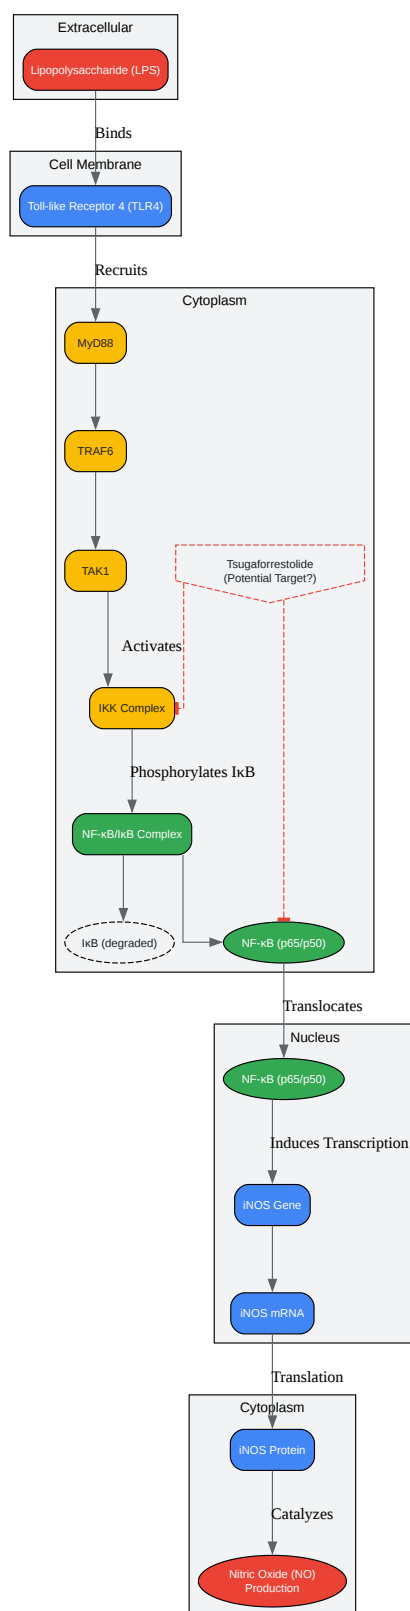 Extracellular
Lipopolysaccharide (LPS)
Binds
Cell Membrane
Toll-like Receptor 4 (TLR4)
Recruits
Cytoplasm
MyD88
TRAF6
Tsugaforrestolide
(Potential Target?)
TAK1
Activates
IKK Complex
Phosphorylates IκB
NF-κB/IκB Complex
IκB (degraded)
NF-κB (p65/p50)
Translocates
Nucleus
NF-κB (p65/p50)
Induces Transcription
iNOS Gene
iNOS mRNA
Translation
Cytoplasm
iNOS Protein
Catalyzes
Nitric Oxide (NO)
Production